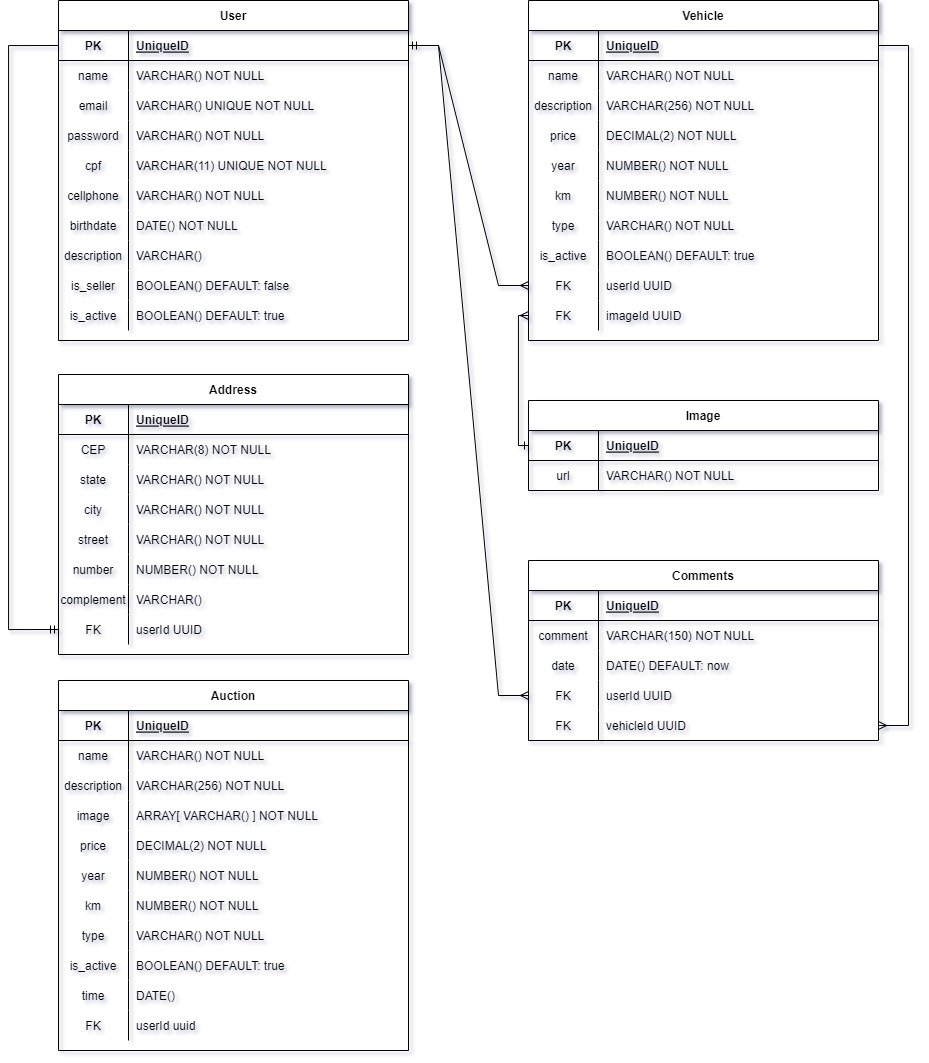 User
PK UniqueID
name VARCHAR() NOT NULL
email VARCHAR() UNIQUE NOT NULL
password VARCHAR() NOT NULL
cpf VARCHAR(11) UNIQUE NOT NULL
cellphone VARCHAR() NOT NULL
birthdate DATE() NOT NULL
description VARCHAR()
is_seller BOOLEAN() DEFAULT: false
is_active BOOLEAN() DEFAULT: true
Address
PK UniqueID
CEP VARCHAR(8) NOT NULL
state VARCHAR() NOT NULL
city VARCHAR() NOT NULL
street VARCHAR() NOT NULL
number NUMBER() NOT NULL
complement VARCHAR()
FK userId UUID
Auction
PK UniqueID
name VARCHAR() NOT NULL
description VARCHAR(256) NOT NULL
image ARRAY[ VARCHAR() ] NOT NULL
price DECIMAL(2) NOT NULL
year NUMBER() NOT NULL
km NUMBER() NOT NULL
type VARCHAR() NOT NULL
is_active BOOLEAN() DEFAULT: true
time DATE()
FK userId uuid
Vehicle
PK UniqueID
name VARCHAR() NOT NULL
description VARCHAR(256) NOT NULL
price DECIMAL(2) NOT NULL
year NUMBER() NOT NULL
km NUMBER() NOT NULL
type VARCHAR() NOT NULL
is_active BOOLEAN() DEFAULT: true
FK userId UUID
FK imageId UUID
Image
PK UniqueID
url VARCHAR() NOT NULL
Comments
PK UniqueID
comment VARCHAR(150) NOT NULL
date DATE() DEFAULT: now
FK userId UUID
FK vehicleId UUID